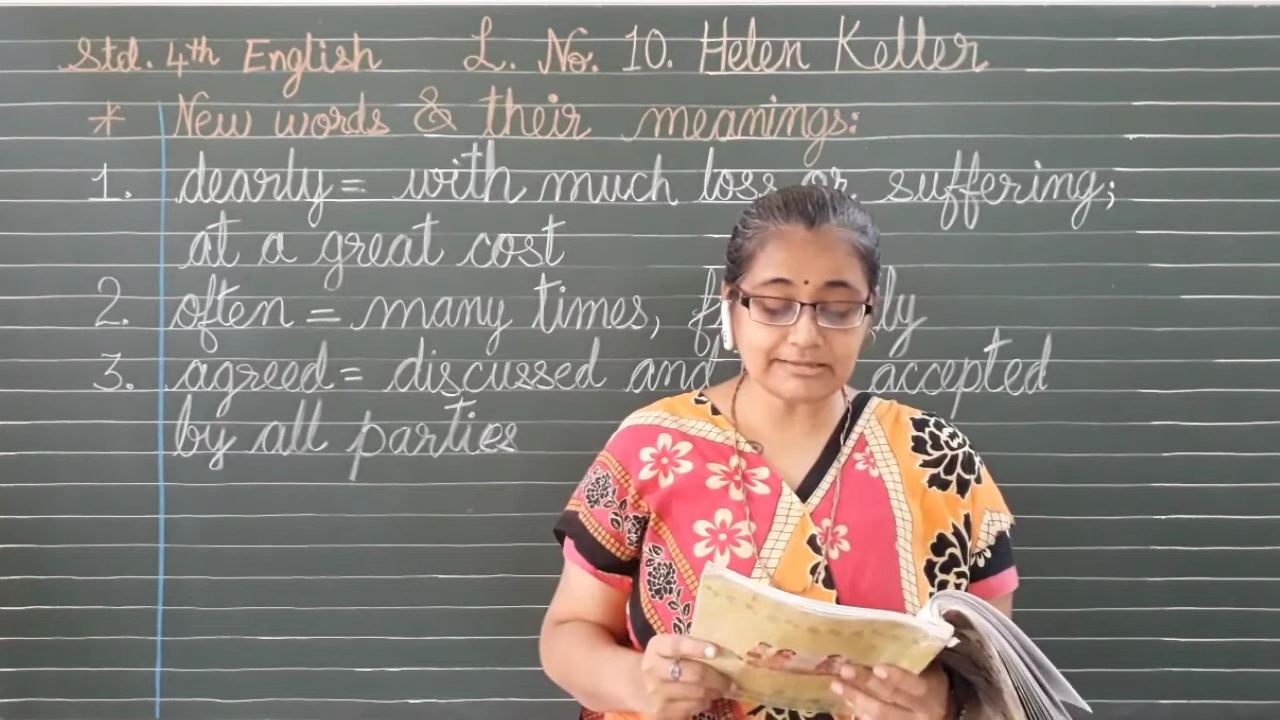 Std. 4th English L. No. 10. Helen Keller
* New words & their meanings:
1. dearly = with much loss or suffering;
at a great cost
2. often = many times,
3. agreed = discussed and accepted
by all parties